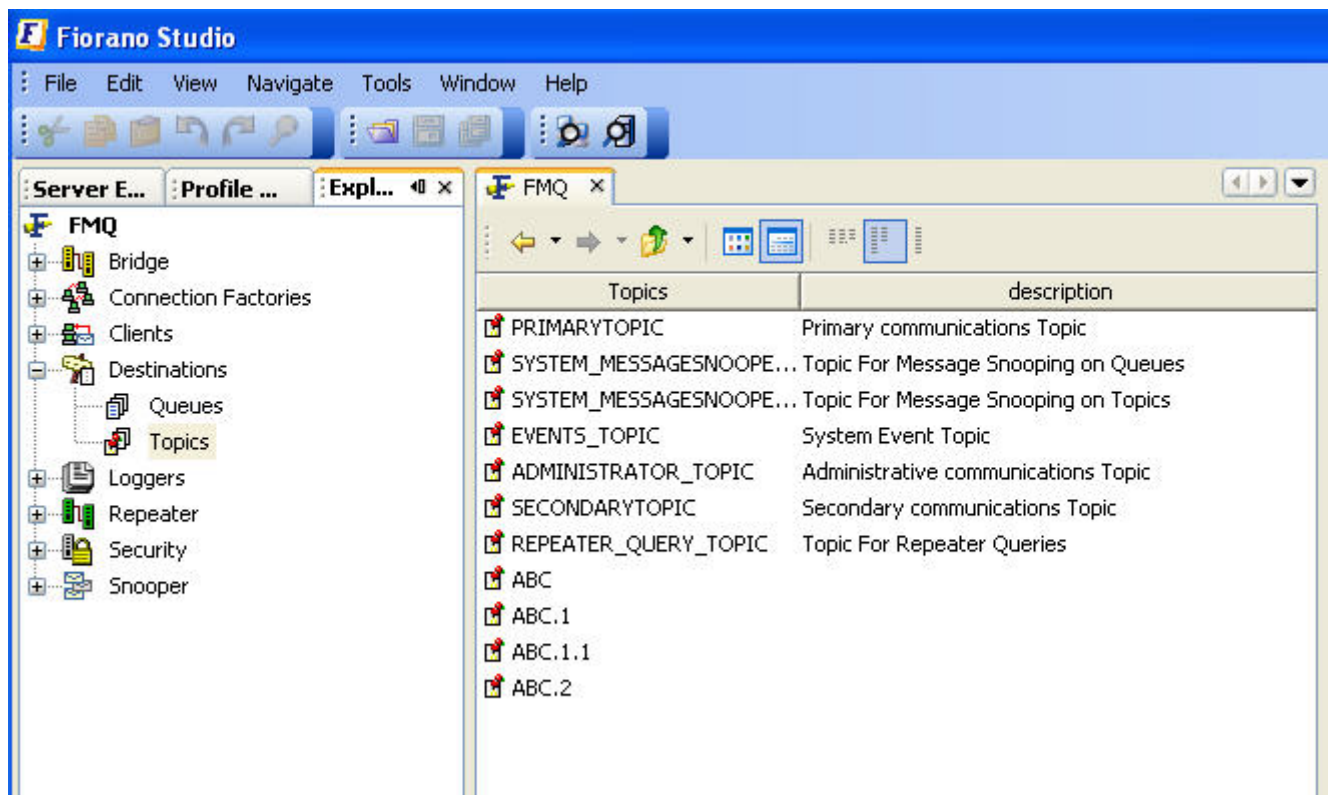 Fiorano Studio
File Edit View Navigate Tools Window Help
Server E... Profile ... Expl...
FMQ
Bridge
Connection Factories
Clients
Destinations
Queues
Topics
Loggers
Repeater
Security
Snooper
FMQ
Topics description
PRIMARYTOPIC Primary communications Topic
SYSTEM_MESSAGESNOOPE... Topic For Message Snooping on Queues
SYSTEM_MESSAGESNOOPE... Topic For Message Snooping on Topics
EVENTS_TOPIC System Event Topic
ADMINISTRATOR_TOPIC Administrative communications Topic
SECONDARYTOPIC Secondary communications Topic
REPEATER_QUERY_TOPIC Topic For Repeater Queries
ABC
ABC.1
ABC.1.1
ABC.2